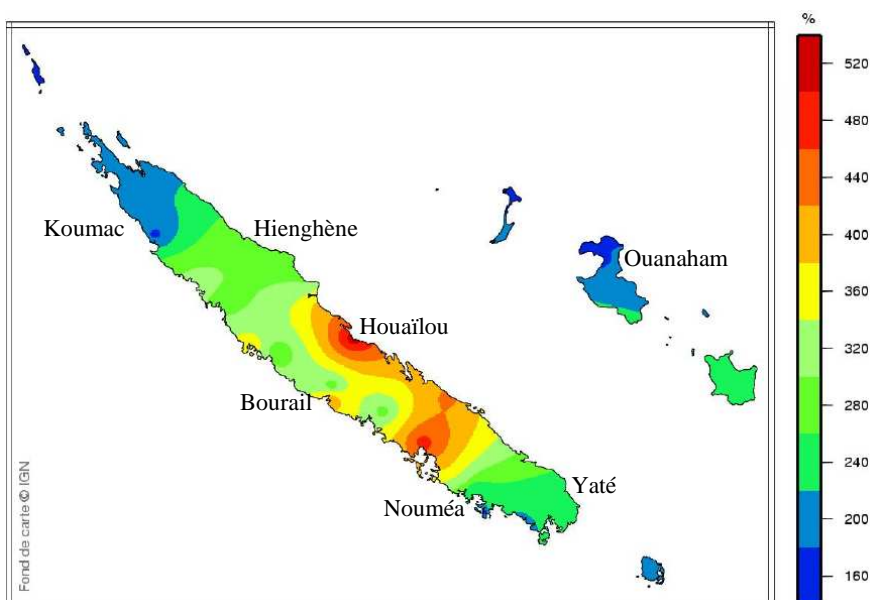 %
520
480
440
400
360
320
280
240
200
160
Koumac
Hienghène
Ouanaham
Houaïlou
Bourail
Yaté
Nouméa
Fond de carte © IGN